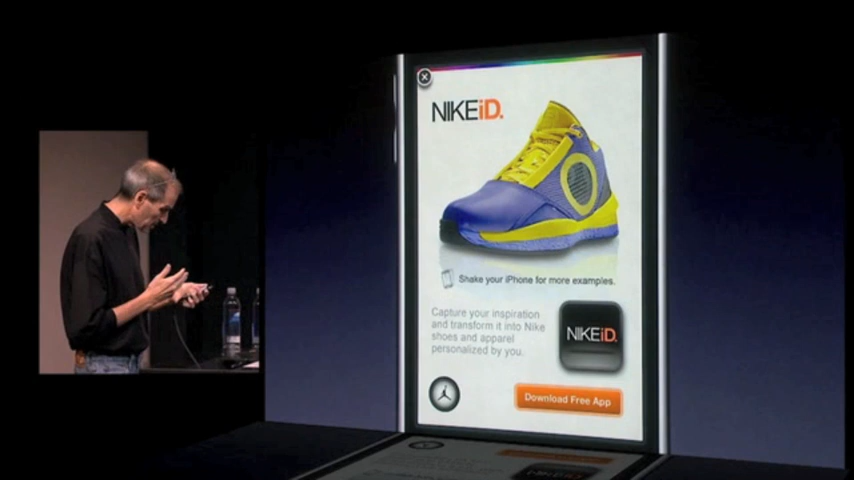 NIKEiD.
Shake your iPhone for more examples.
Capture your inspiration
and transform it into Nike
shoes and apparel
personalized by you.
NIKEiD.
Download Free App